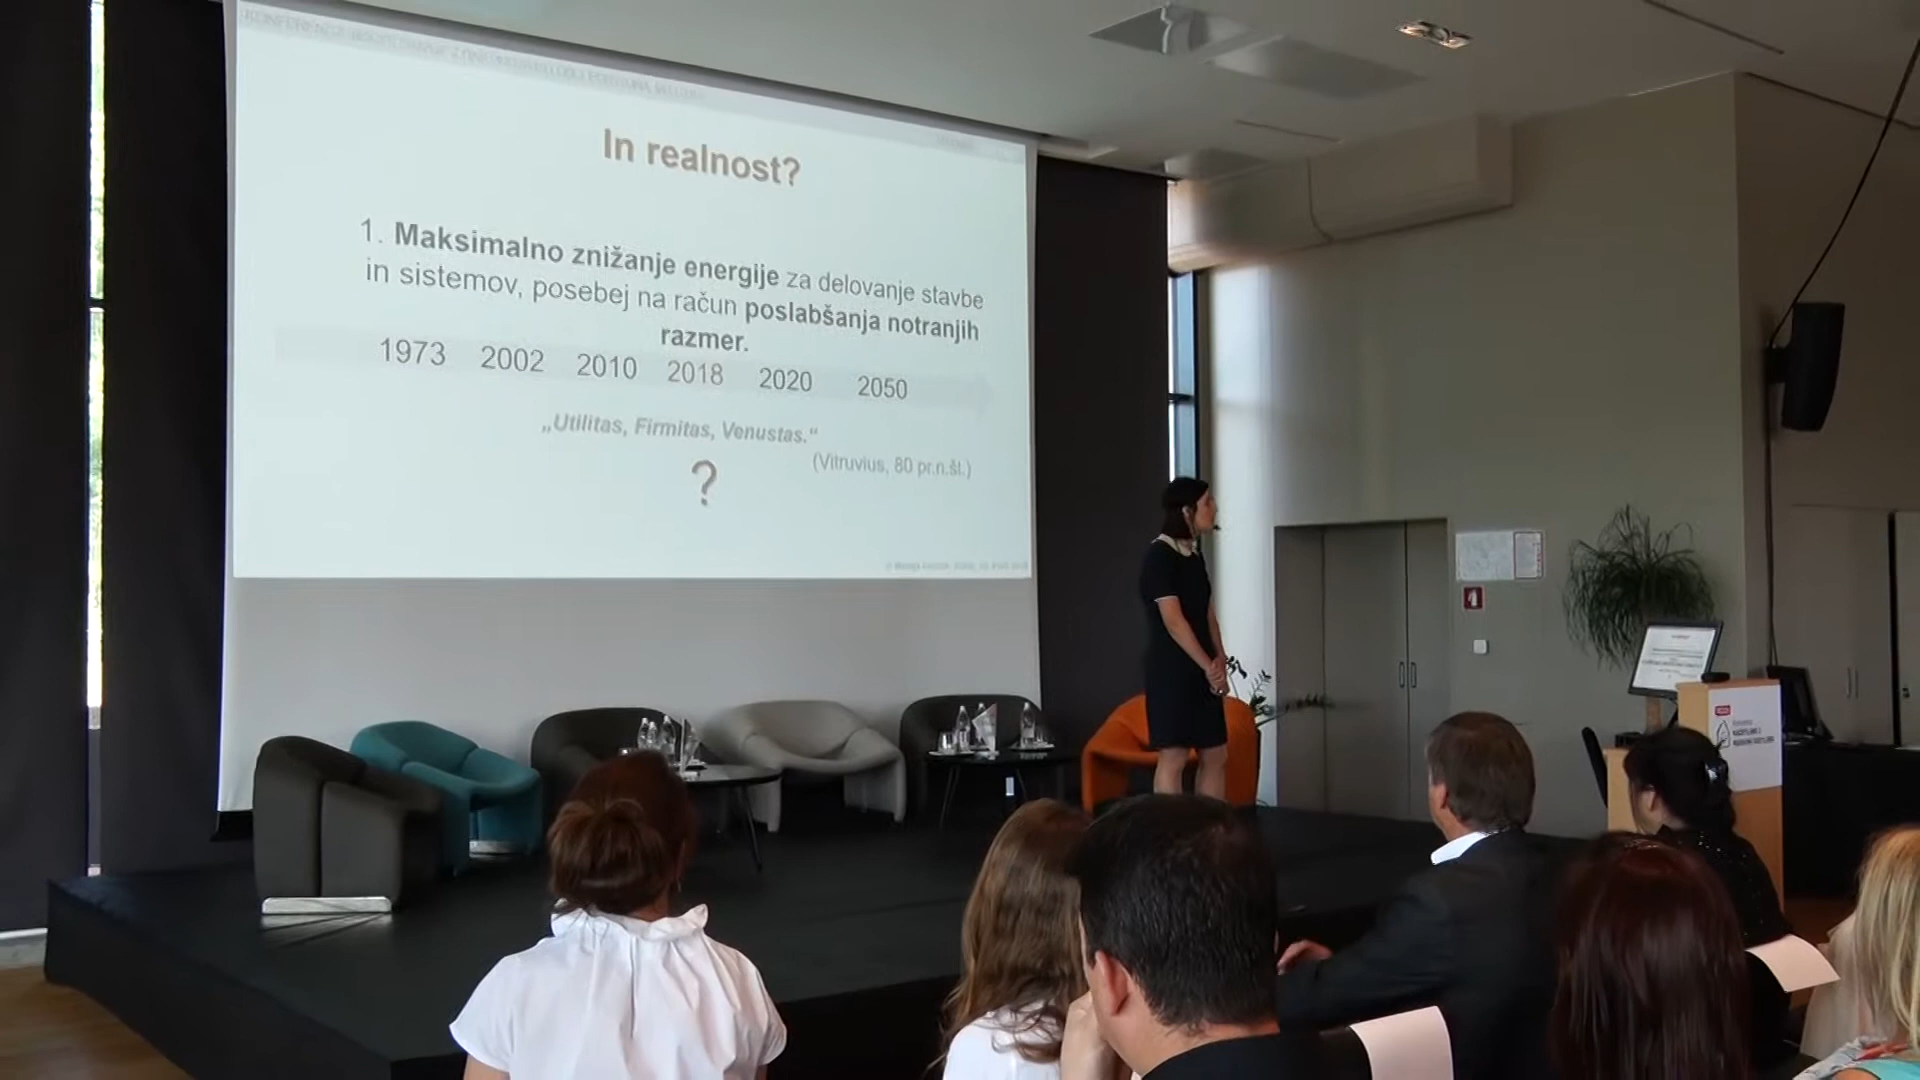 In realnost?
1. Maksimalno znižanje energije za delovanje stavbe
in sistemov, posebej na račun poslabšanja notranjih
razmer.
1973 2002 2010 2018 2020 2050
„Utilitas, Firmitas, Venustas.“
(Vitruvius, 80 pr.n.št.)
?